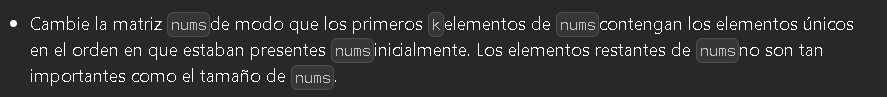 • Cambie la matriz nums de modo que los primeros k elementos de nums contengan los elementos únicos
en el orden en que estaban presentes nums inicialmente. Los elementos restantes de nums no son tan
importantes como el tamaño de nums.